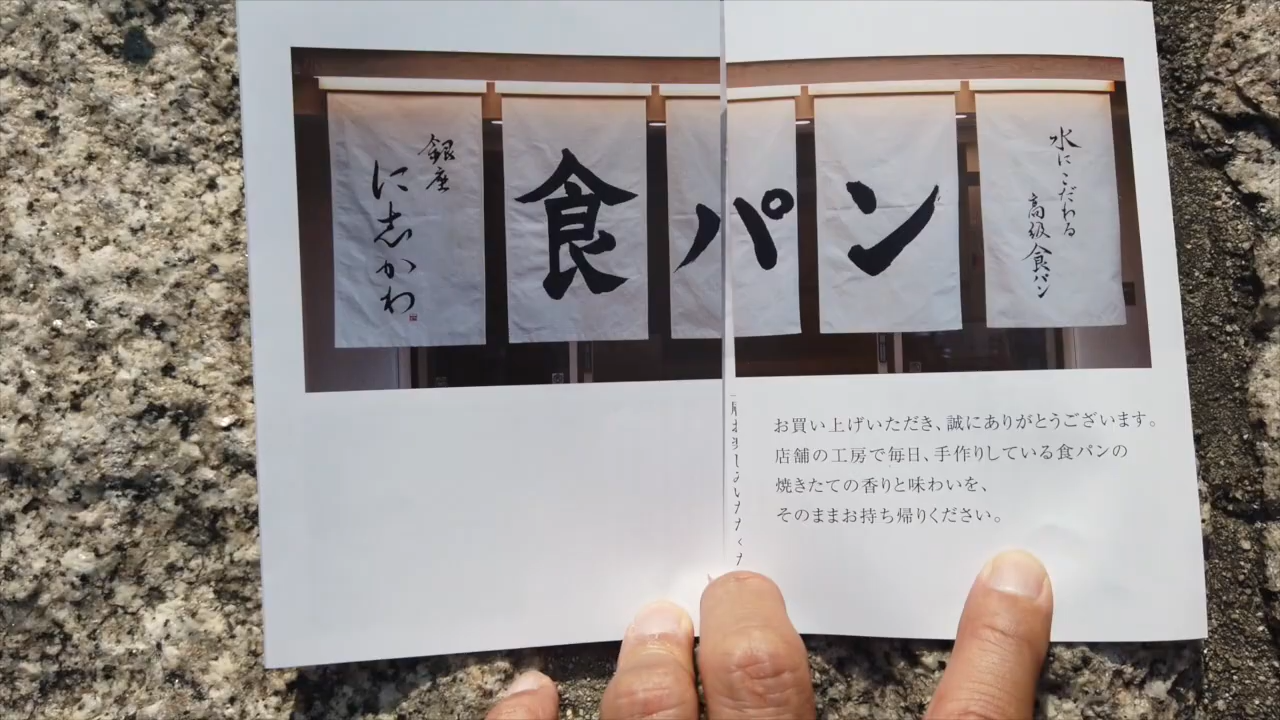 銀座
に志かわ
食パン
水にこだわる
高級食パン
お買い上げいただき、誠にありがとうございます。
店舗の工房で毎日、手作りしている食パンの
焼きたての香りと味わいを、
そのままお持ち帰りください。